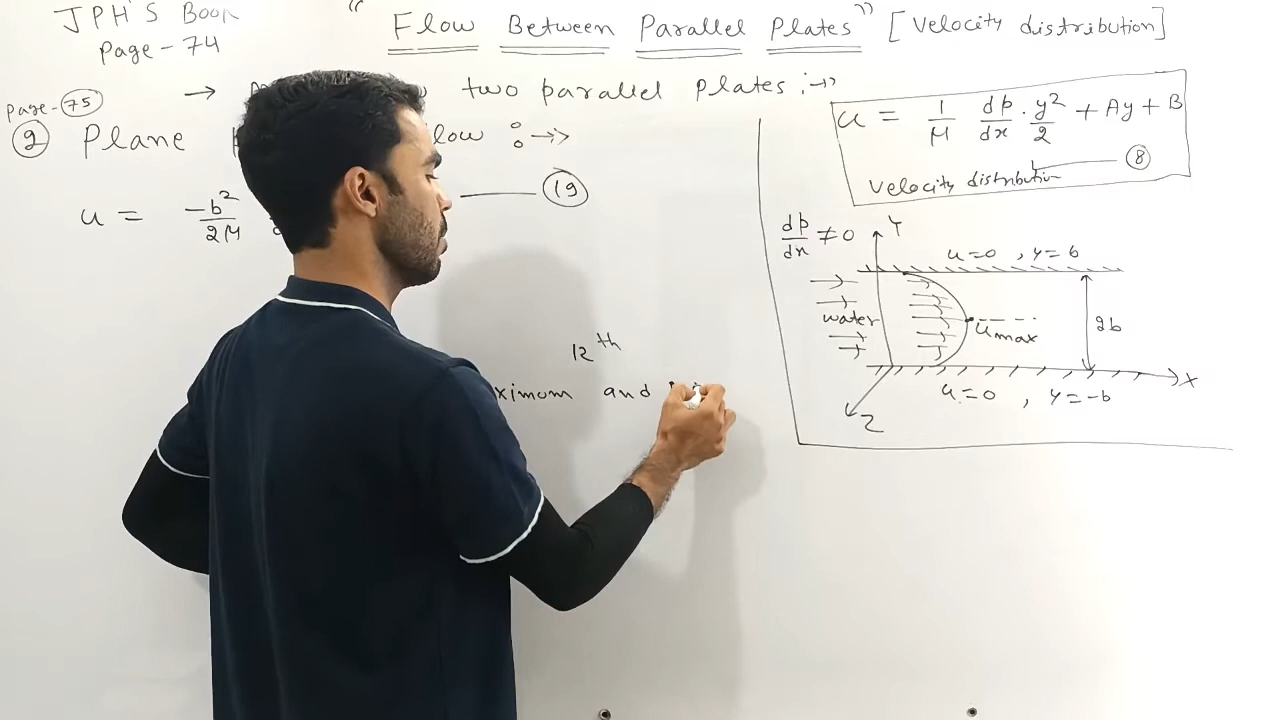 JPH'S Book
Page - 74
" Flow Between Parallel Plates " [Velocity distribution]
→ two parallel plates :→
Page - 75
2 Plane low :→
u = -b²/2μ — 19
12th
ximum and
u = 1/μ dp/dx · y²/2 + Ay + B
8
Velocity distribution
dp/dx ≠ 0
Y
u=0 , y=b
water
umax
2b
X
u=0 , y=-b
Z